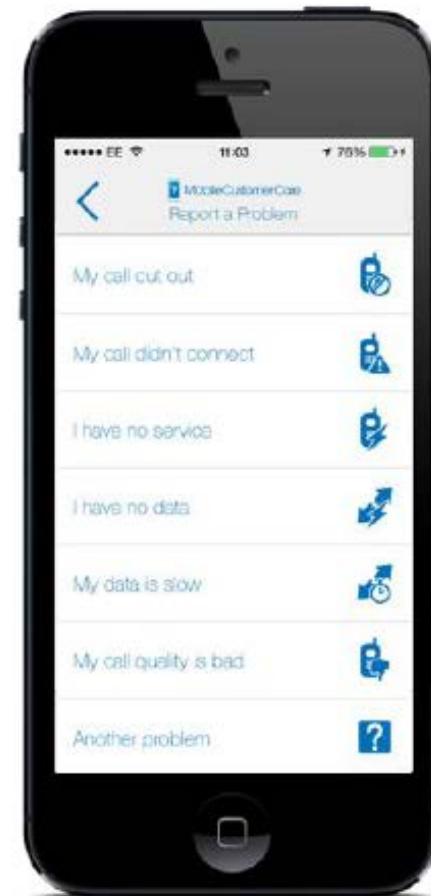 EE 11:03 76%
MobileCustomerCare
Report a Problem
My call cut out
My call didn't connect
I have no service
I have no data
My data is slow
My call quality is bad
Another problem
?